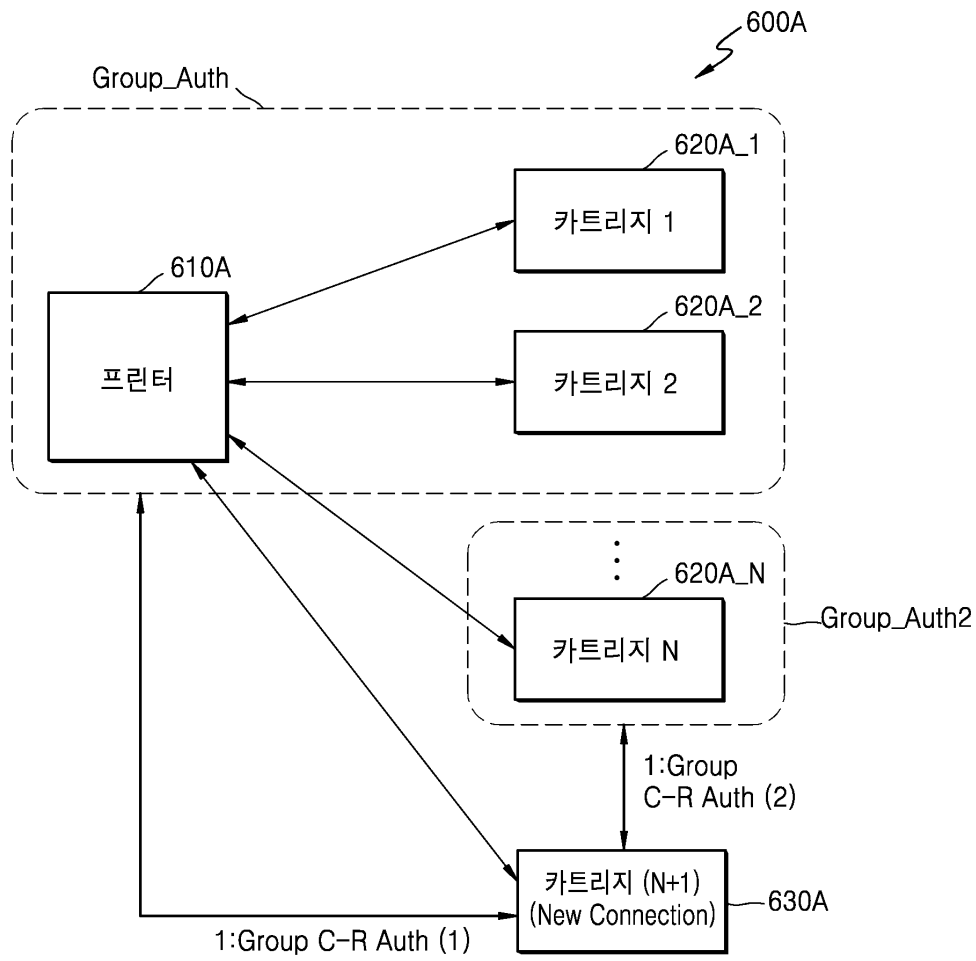 600A
Group_Auth
620A_1
카트리지 1
610A
620A_2
프린터
카트리지 2
620A_N
Group_Auth2
카트리지 N
1:Group
C-R Auth (2)
카트리지 (N+1)
(New Connection)
630A
1:Group C-R Auth (1)